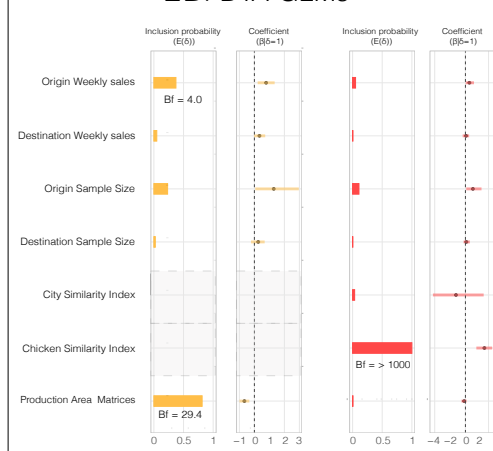 Inclusion probability
(E(δ))
Coefficient
(β|δ=1)
Inclusion probability
(E(δ))
Coefficient
(β|δ=1)
Origin Weekly sales
Bf = 4.0
Destination Weekly sales
Origin Sample Size
Destination Sample Size
City Similarity Index
Chicken Similarity Index
Bf = > 1000
Production Area Matrices
Bf = 29.4
0 0.5 1
−1 0 1 2 3
0 0.5 1
−4 −2 0 2